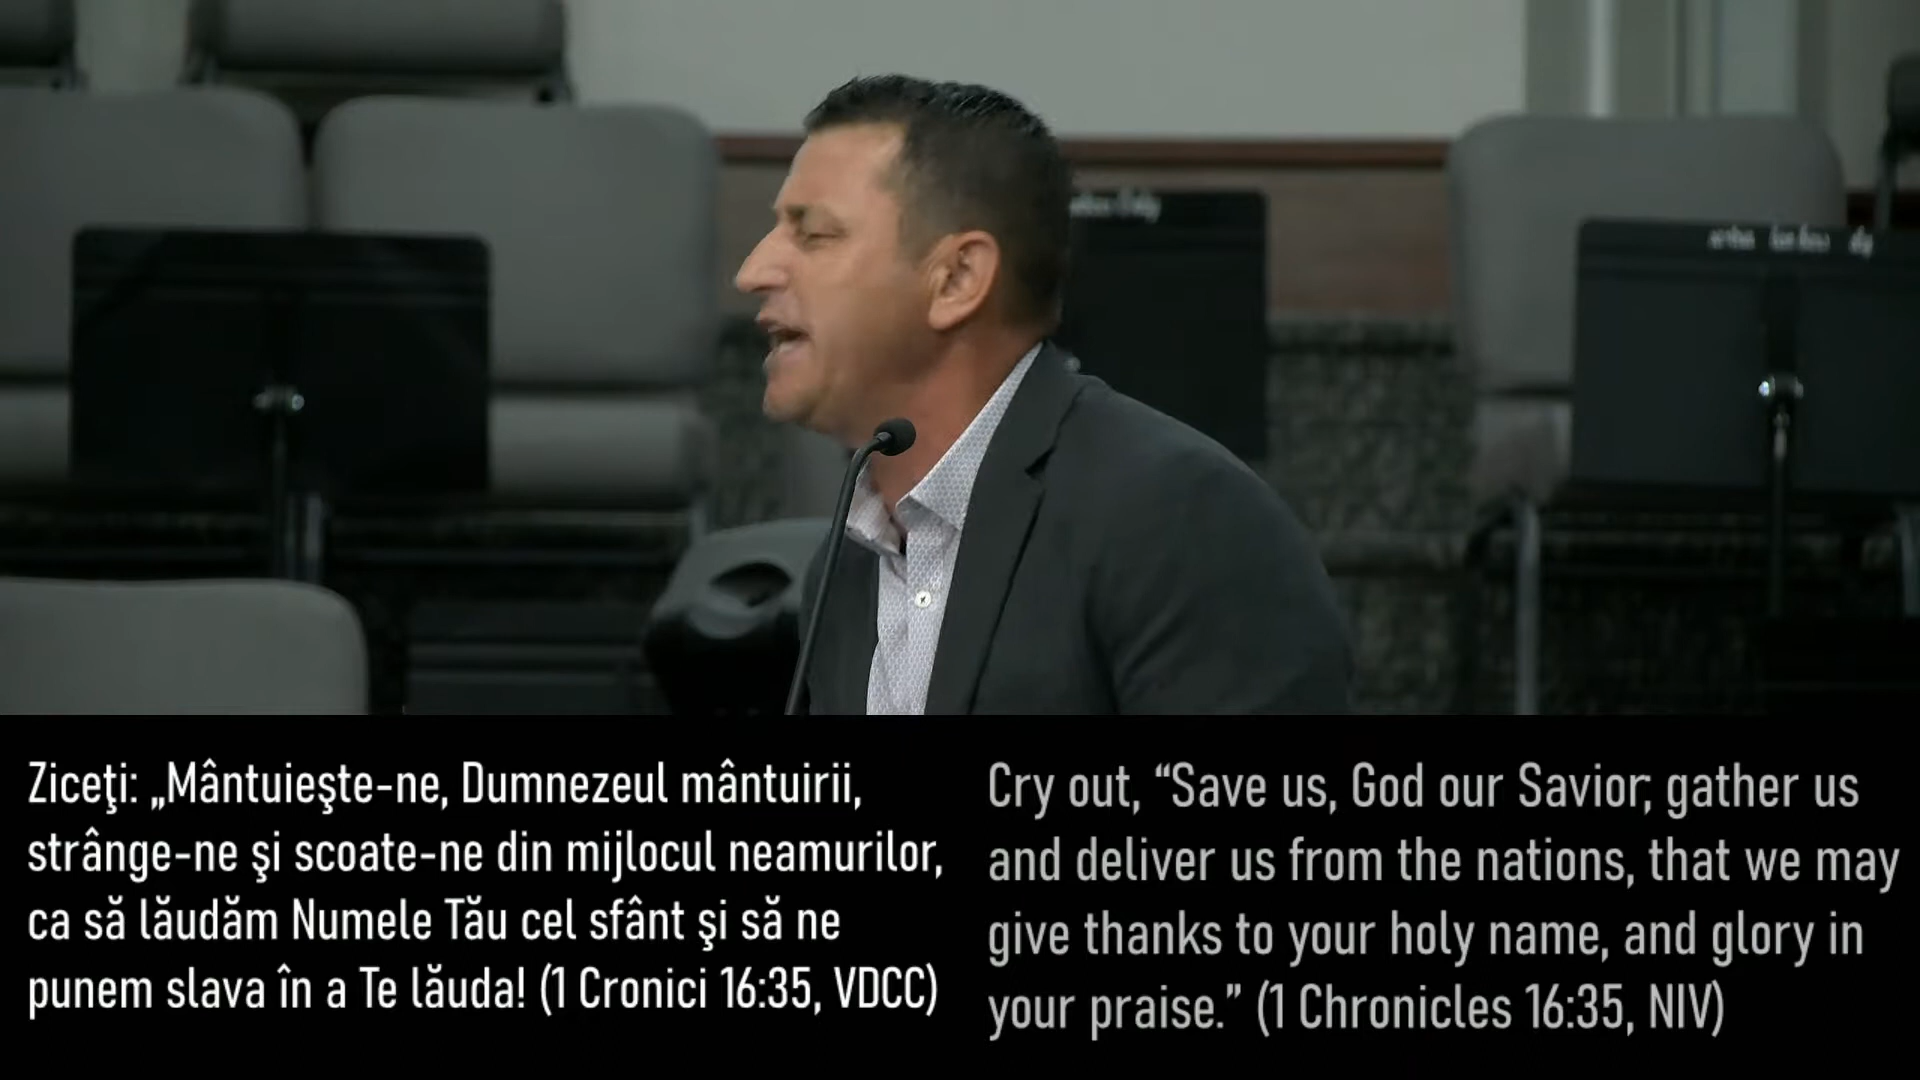 Ziceţi: „Mântuieşte-ne, Dumnezeul mântuirii,
strânge-ne şi scoate-ne din mijlocul neamurilor,
ca să lăudăm Numele Tău cel sfânt şi să ne
punem slava în a Te lăuda! (1 Cronici 16:35, VDCC)
Cry out, “Save us, God our Savior; gather us
and deliver us from the nations, that we may
give thanks to your holy name, and glory in
your praise.” (1 Chronicles 16:35, NIV)